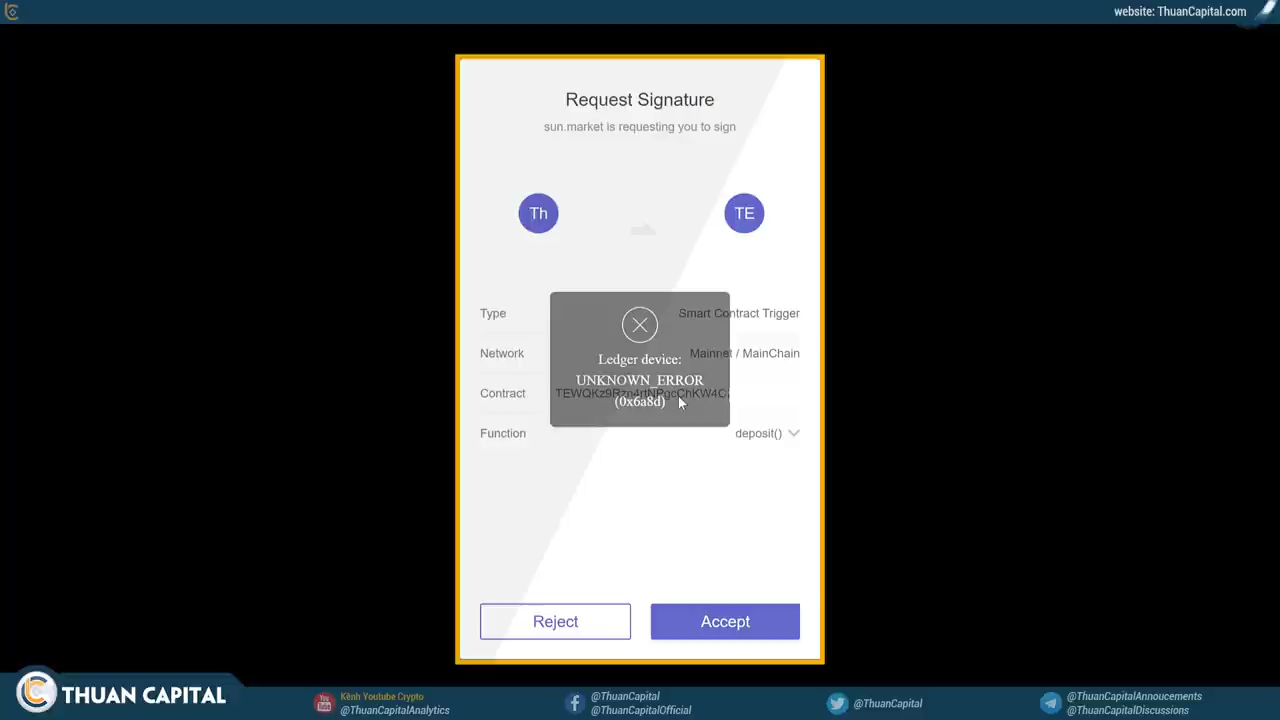 website: ThuanCapital.com
Request Signature
sun.market is requesting you to sign
Th
TE
Type
Smart Contract Trigger
Network
Mainnet / MainChain
Contract
Function
deposit()
Ledger device:
UNKNOWN_ERROR
(0x6a8d)
Reject
Accept
THUAN CAPITAL
You
Kênh Youtube Crypto
@ThuanCapitalAnalytics
@ThuanCapital
@ThuanCapitalOfficial
@ThuanCapital
@ThuanCapitalAnnoucements
@ThuanCapitalDiscussions